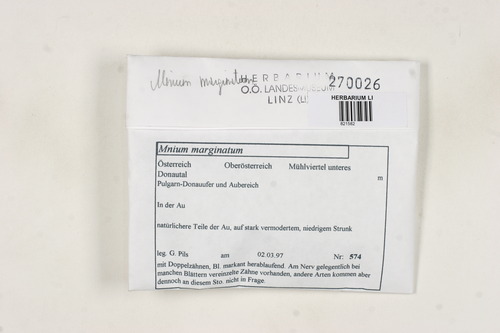 Mnium marginatum
HERBARIUM
O.Ö. LANDESMUSEUM
LINZ (LI)
270026
HERBARIUM LI
821582
Mnium marginatum
Österreich Oberösterreich Mühlviertel unteres
Donautal m
Pulgarn-Donauufer und Aubereich
In der Au
natürlichere Teile der Au, auf stark vermodertem, niedrigem Strunk
leg. G. Pils am 02.03.97 Nr: 574
mit Doppelzähnen, Bl. markant herablaufend. Am Nerv gelegentlich bei
manchen Blättern vereinzelte Zähne vorhanden, andere Arten kommen aber
dennoch an diesem Sto. nicht in Frage.